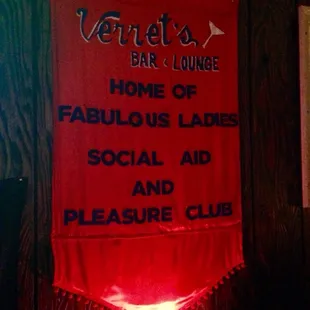 Verret's
BAR & LOUNGE
HOME OF
FABULOUS LADIES
SOCIAL AID
AND
PLEASURE CLUB